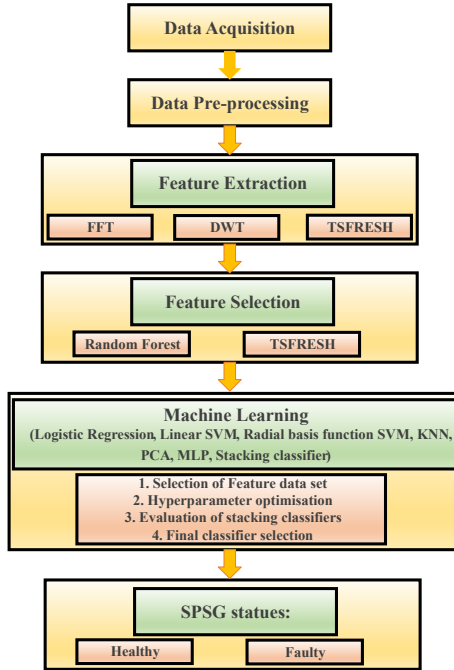 Data Acquisition
Data Pre-processing
Feature Extraction
FFT
DWT
TSFRESH
Feature Selection
Random Forest
TSFRESH
Machine Learning
(Logistic Regression, Linear SVM, Radial basis function SVM, KNN,
PCA, MLP, Stacking classifier)
1. Selection of Feature data set
2. Hyperparameter optimisation
3. Evaluation of stacking classifiers
4. Final classifier selection
SPSG statues:
Healthy
Faulty